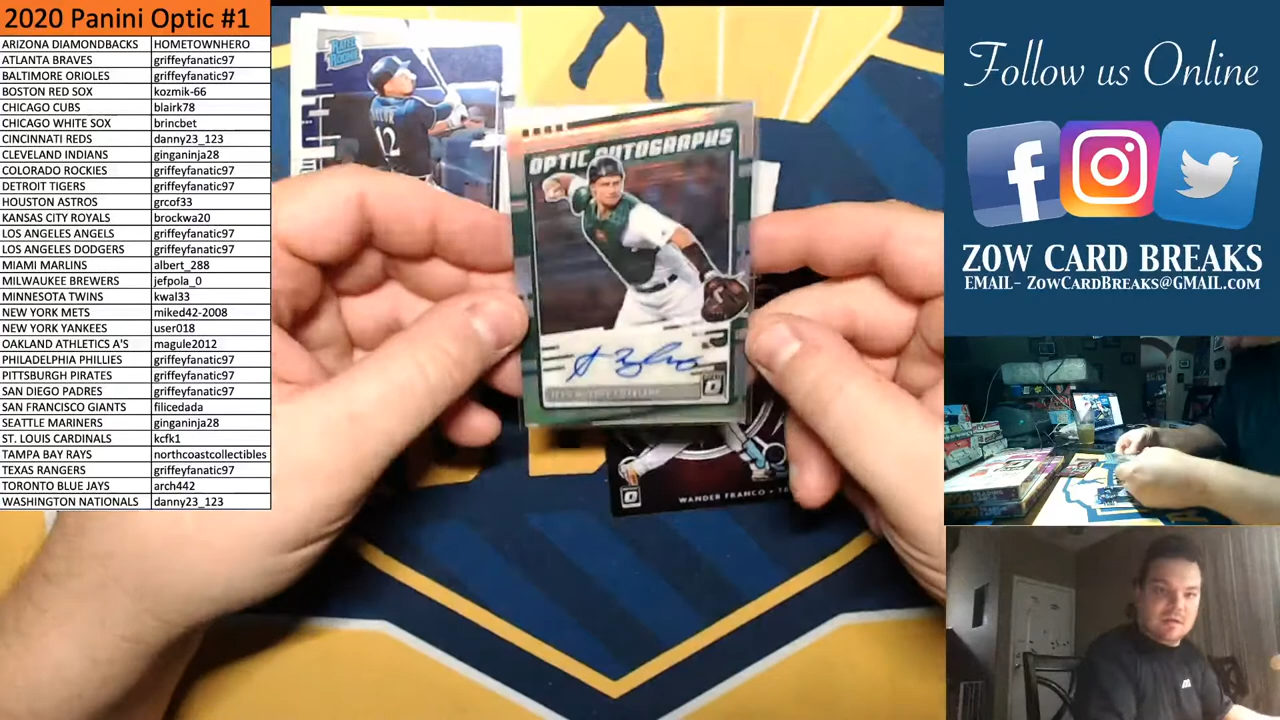 2020 Panini Optic #1
ARIZONA DIAMONDBACKS HOMETOWNHERO
ATLANTA BRAVES griffeyfanatic97
BALTIMORE ORIOLES griffeyfanatic97
BOSTON RED SOX kozmik-66
CHICAGO CUBS blairk78
CHICAGO WHITE SOX brincbet
CINCINNATI REDS danny23_123
CLEVELAND INDIANS ginganinja28
COLORADO ROCKIES griffeyfanatic97
DETROIT TIGERS griffeyfanatic97
HOUSTON ASTROS grcof33
KANSAS CITY ROYALS brockwa20
LOS ANGELES ANGELS griffeyfanatic97
LOS ANGELES DODGERS griffeyfanatic97
MIAMI MARLINS albert_288
MILWAUKEE BREWERS jefpola_0
MINNESOTA TWINS kwal33
NEW YORK METS miked42-2008
NEW YORK YANKEES user018
OAKLAND ATHLETICS A'S magule2012
PHILADELPHIA PHILLIES griffeyfanatic97
PITTSBURGH PIRATES griffeyfanatic97
SAN DIEGO PADRES griffeyfanatic97
SAN FRANCISCO GIANTS filicedada
SEATTLE MARINERS ginganinja28
ST. LOUIS CARDINALS kcfk1
TAMPA BAY RAYS northcoastcollectibles
TEXAS RANGERS griffeyfanatic97
TORONTO BLUE JAYS arch442
WASHINGTON NATIONALS danny23_123
RATED ROOKIE
12
OPTIC AUTOGRAPHS
WANDER FRANCO
Follow us Online
ZOW CARD BREAKS
EMAIL- ZOWCARDBREAKS@GMAIL.COM